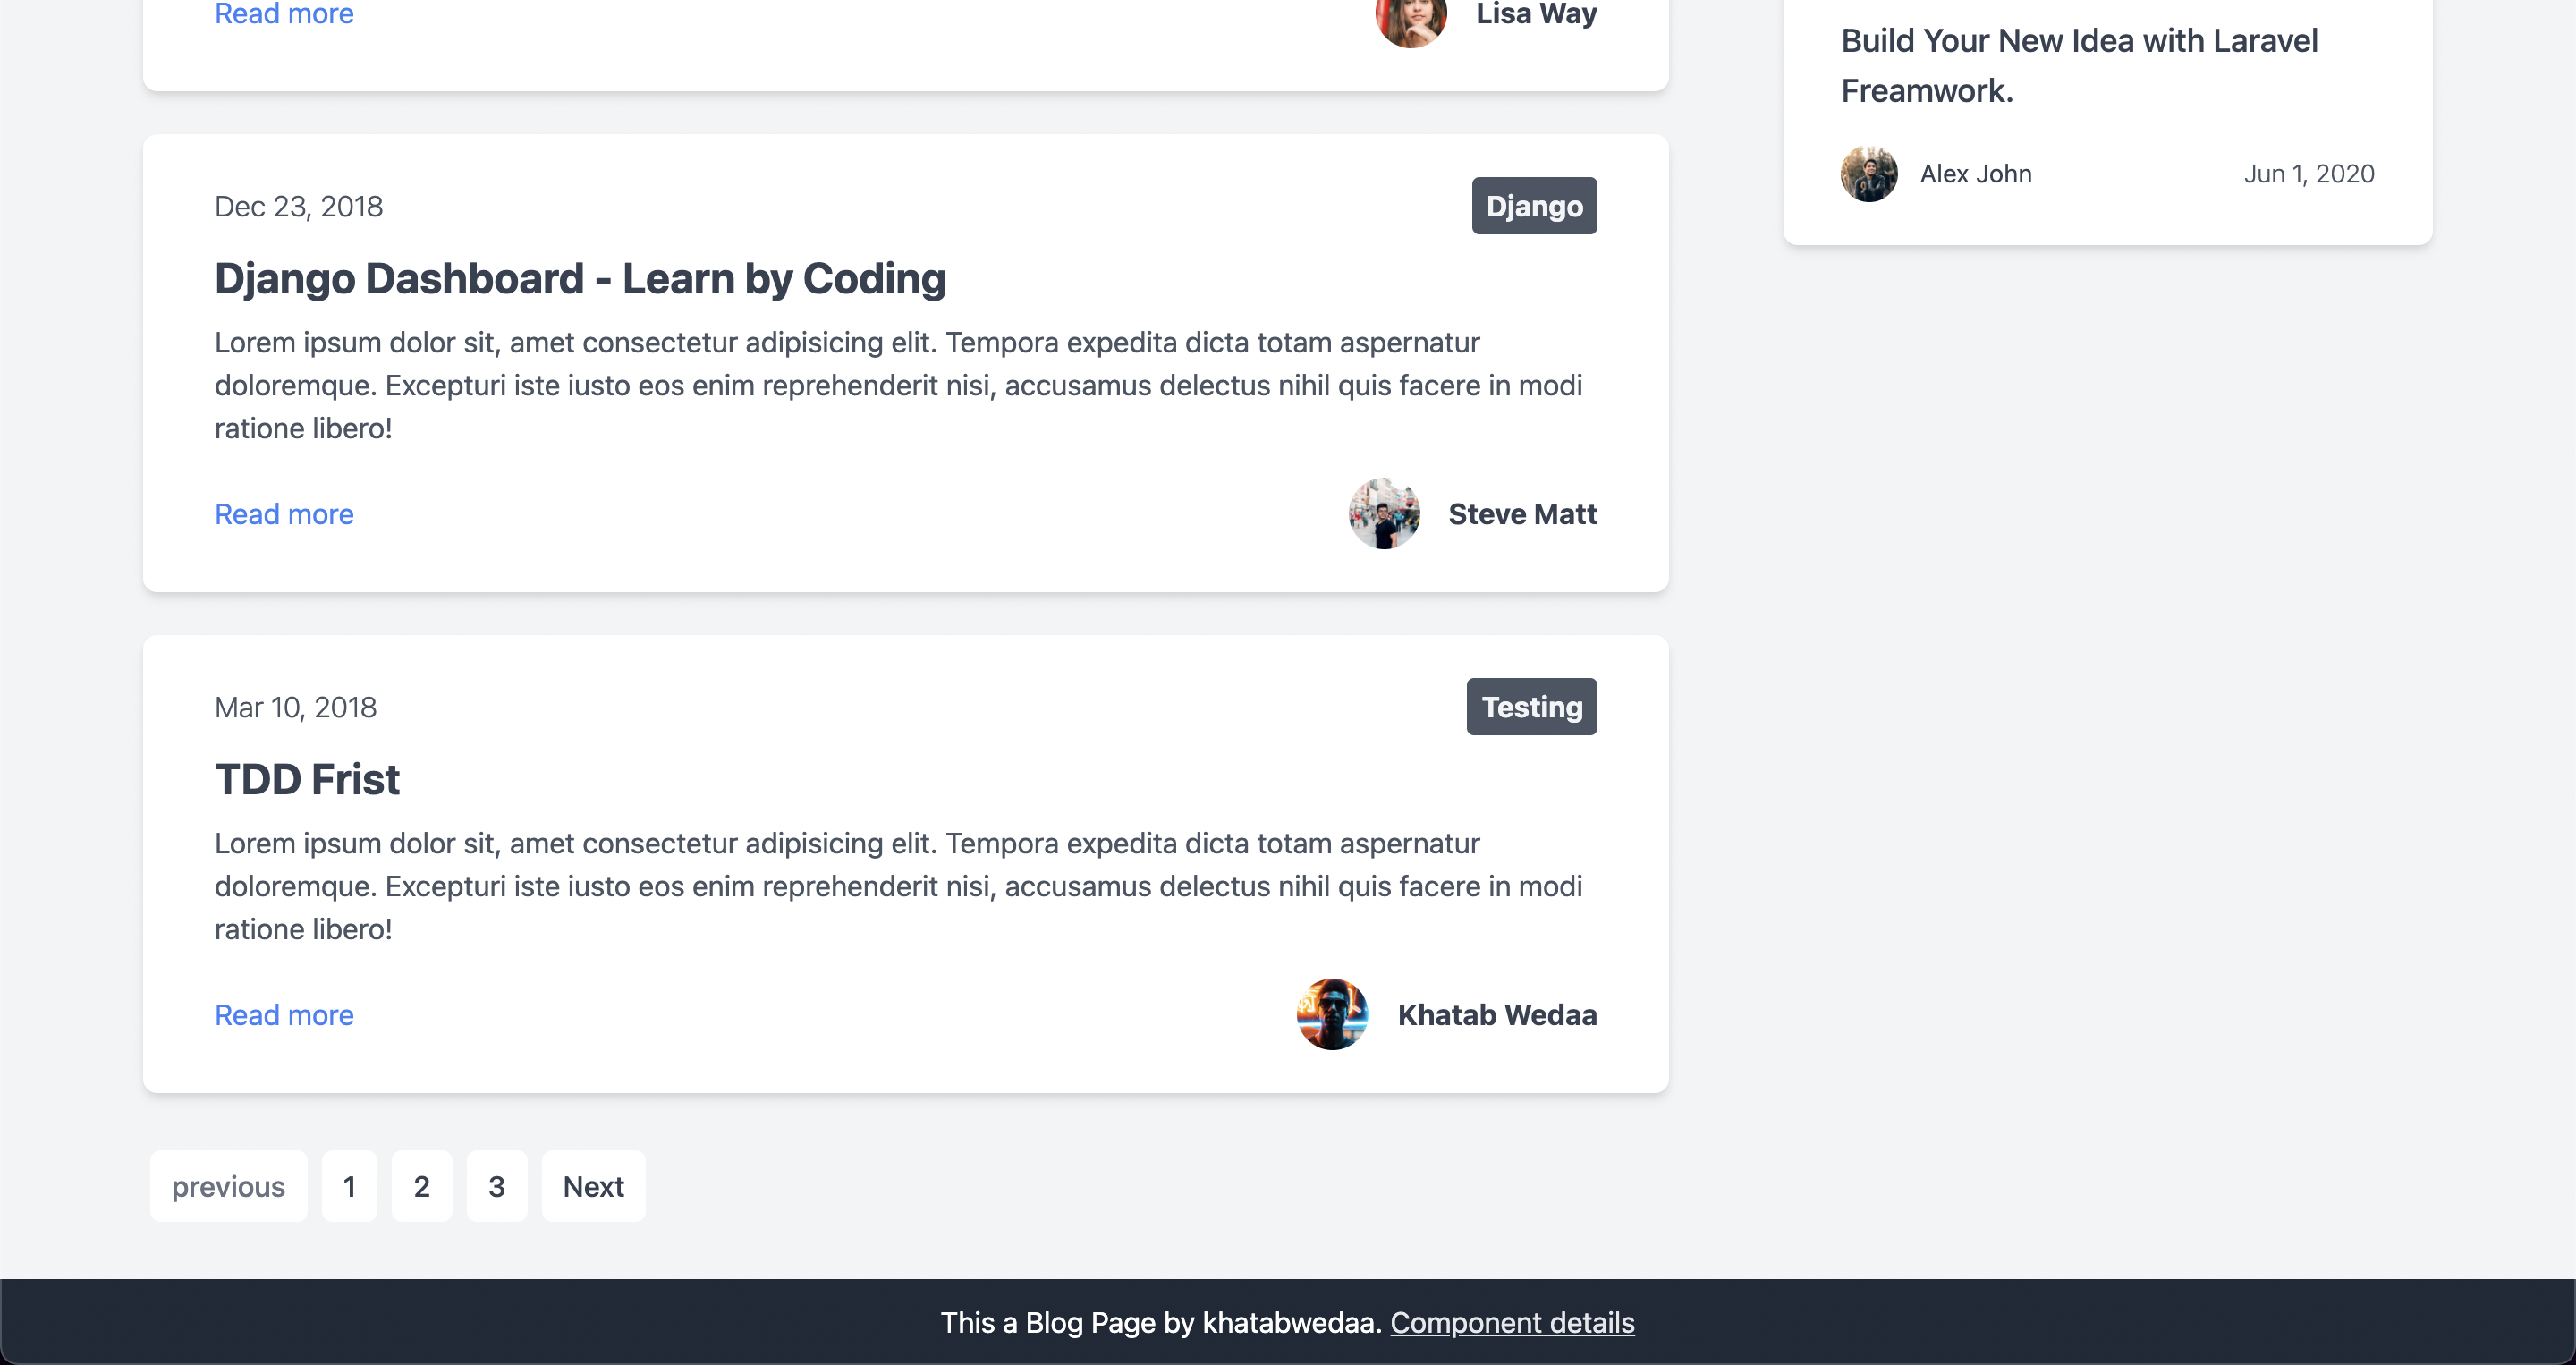 Read more
Lisa Way
Dec 23, 2018
Django
Django Dashboard - Learn by Coding
Lorem ipsum dolor sit, amet consectetur adipisicing elit. Tempora expedita dicta totam aspernatur
doloremque. Excepturi iste iusto eos enim reprehenderit nisi, accusamus delectus nihil quis facere in modi
ratione libero!
Read more
Steve Matt
Mar 10, 2018
Testing
TDD Frist
Lorem ipsum dolor sit, amet consectetur adipisicing elit. Tempora expedita dicta totam aspernatur
doloremque. Excepturi iste iusto eos enim reprehenderit nisi, accusamus delectus nihil quis facere in modi
ratione libero!
Read more
Khatab Wedaa
previous 1 2 3 Next
Build Your New Idea with Laravel
Freamwork.
Alex John
Jun 1, 2020
This a Blog Page by khatabwedaa. Component details